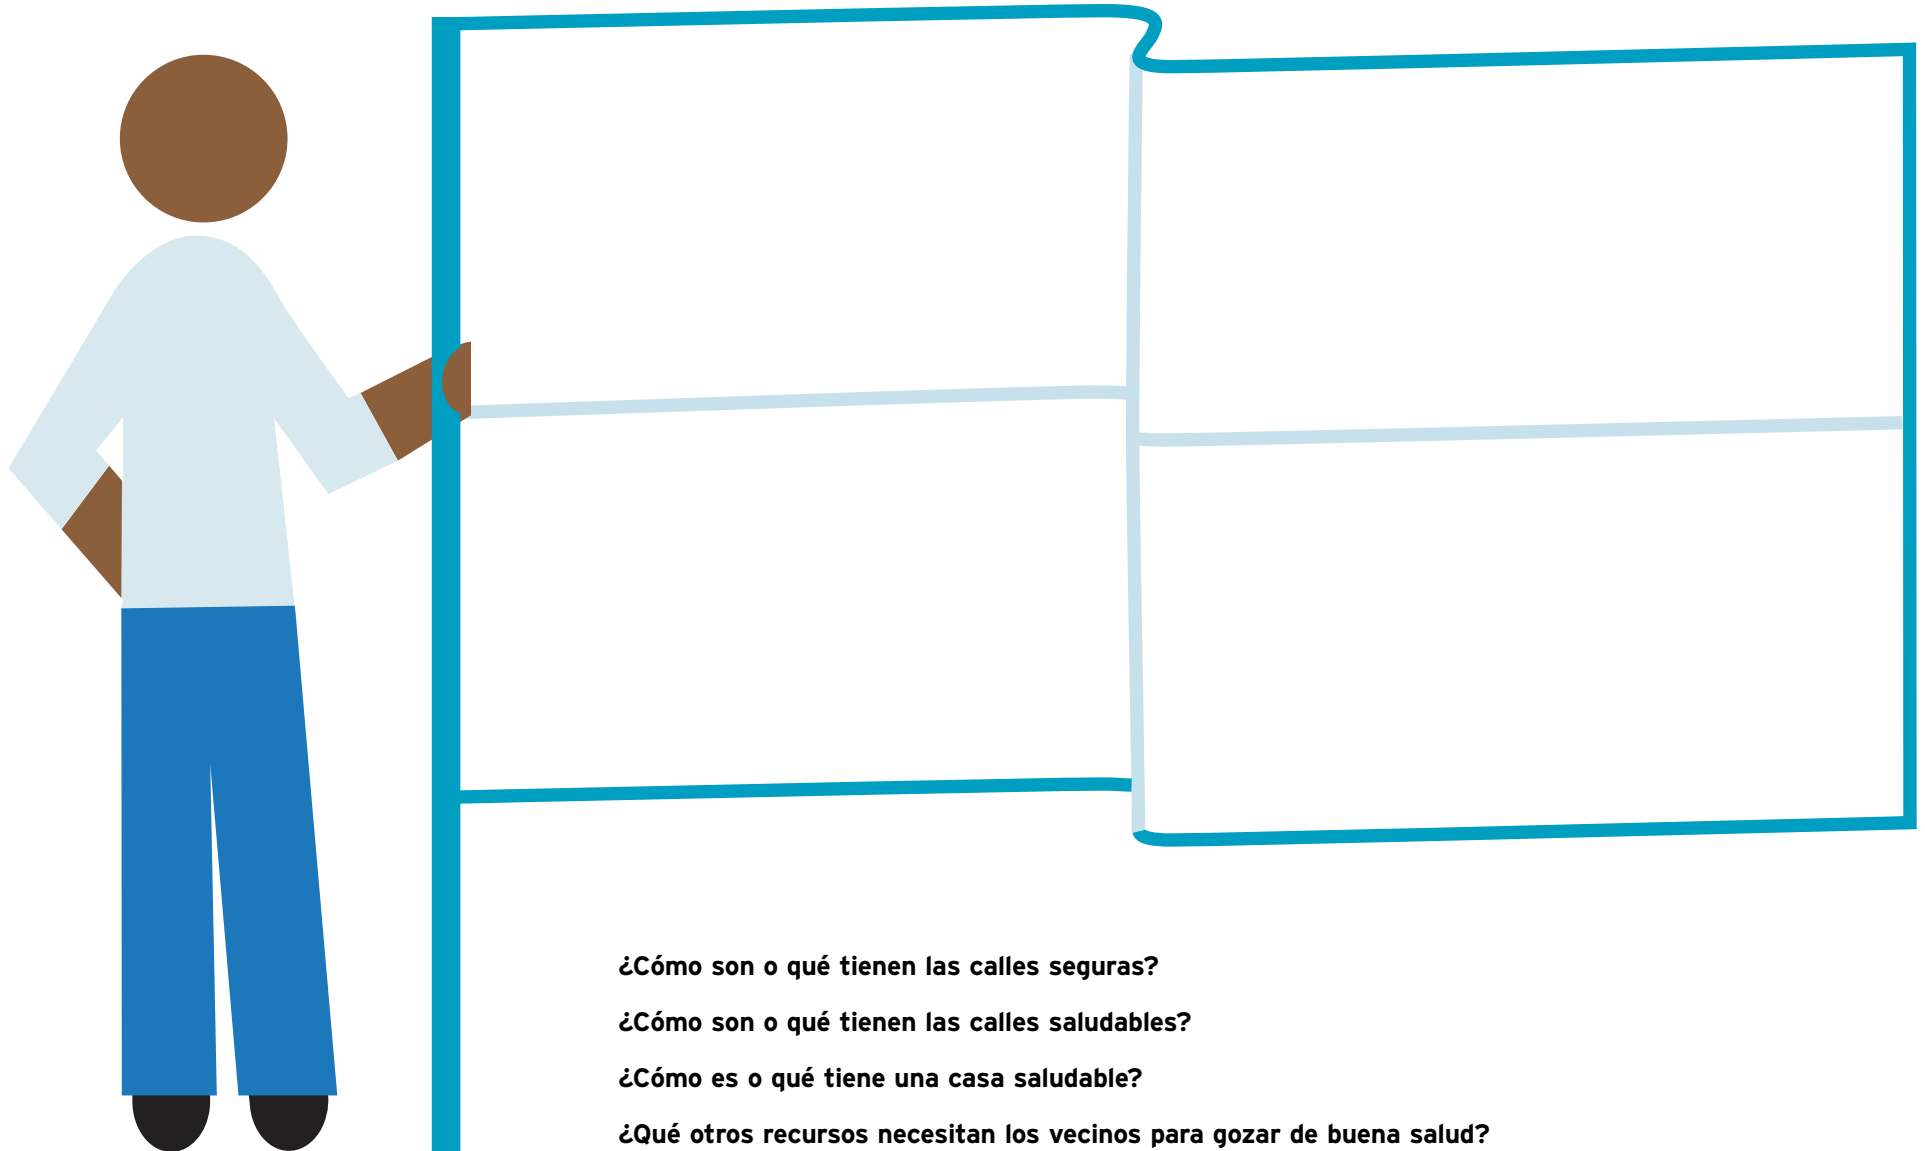 ¿Cómo son o qué tienen las calles seguras?
¿Cómo son o qué tienen las calles saludables?
¿Cómo es o qué tiene una casa saludable?
¿Qué otros recursos necesitan los vecinos para gozar de buena salud?